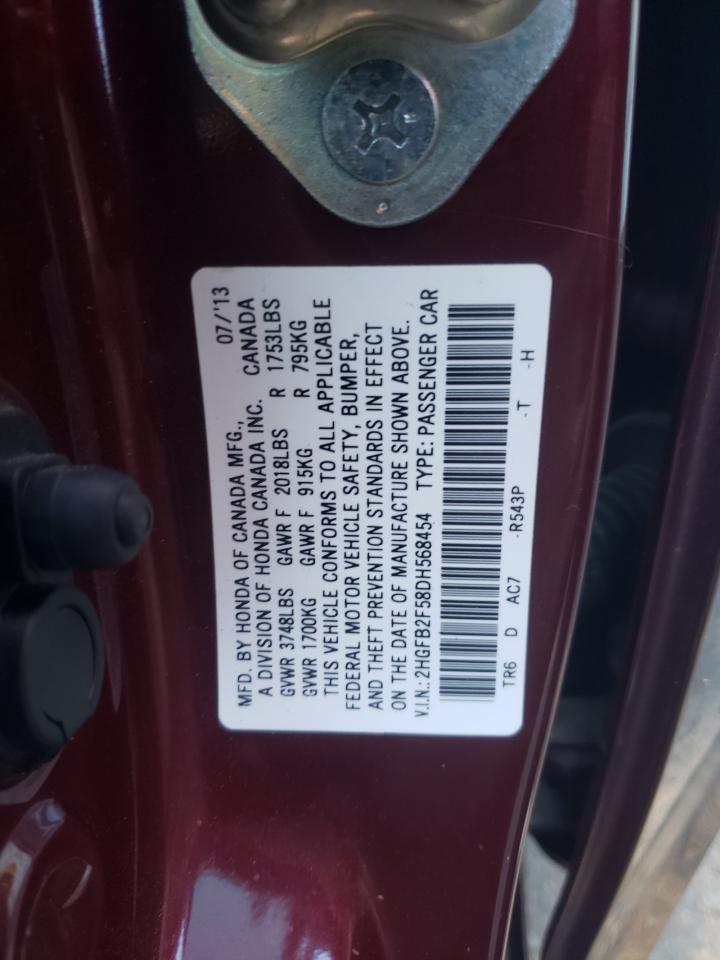 MFD. BY HONDA OF CANADA MFG., 07/'13
A DIVISION OF HONDA CANADA INC. CANADA
GVWR 3748LBS GAWR F 2018LBS R 1753LBS
GVWR 1700KG GAWR F 915KG R 795KG
THIS VEHICLE CONFORMS TO ALL APPLICABLE
FEDERAL MOTOR VEHICLE SAFETY, BUMPER,
AND THEFT PREVENTION STANDARDS IN EFFECT
ON THE DATE OF MANUFACTURE SHOWN ABOVE.
V.I.N.: 2HGFB2F58DH568454 TYPE: PASSENGER CAR
TR6 D AC7 -R543P -T -H